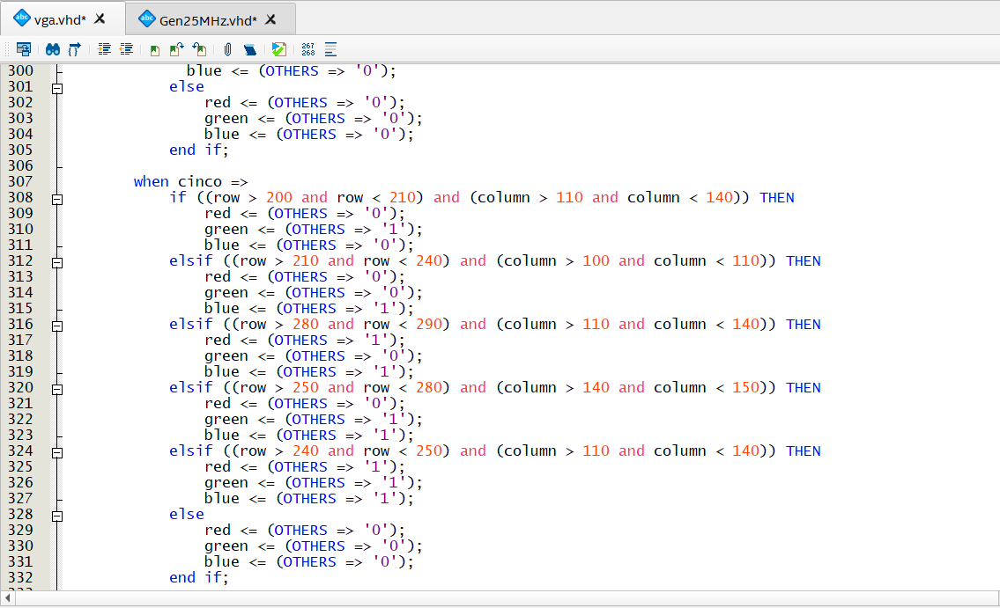 vga.vhd* Gen25MHz.vhd*
267
268
300 blue <= (OTHERS => '0');
301 else
302 red <= (OTHERS => '0');
303 green <= (OTHERS => '0');
304 blue <= (OTHERS => '0');
305 end if;
306
307 when cinco =>
308 if ((row > 200 and row < 210) and (column > 110 and column < 140)) THEN
309 red <= (OTHERS => '0');
310 green <= (OTHERS => '1');
311 blue <= (OTHERS => '0');
312 elsif ((row > 210 and row < 240) and (column > 100 and column < 110)) THEN
313 red <= (OTHERS => '0');
314 green <= (OTHERS => '0');
315 blue <= (OTHERS => '1');
316 elsif ((row > 280 and row < 290) and (column > 110 and column < 140)) THEN
317 red <= (OTHERS => '1');
318 green <= (OTHERS => '0');
319 blue <= (OTHERS => '1');
320 elsif ((row > 250 and row < 280) and (column > 140 and column < 150)) THEN
321 red <= (OTHERS => '0');
322 green <= (OTHERS => '1');
323 blue <= (OTHERS => '1');
324 elsif ((row > 240 and row < 250) and (column > 110 and column < 140)) THEN
325 red <= (OTHERS => '1');
326 green <= (OTHERS => '1');
327 blue <= (OTHERS => '1');
328 else
329 red <= (OTHERS => '0');
330 green <= (OTHERS => '0');
331 blue <= (OTHERS => '0');
332 end if;